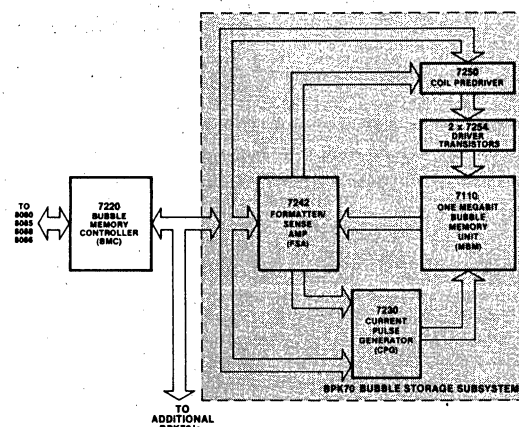 7250
COIL PREDRIVER
2 x 7254
DRIVER
TRANSISTORS
7220
BUBBLE
MEMORY
CONTROLLER
(BMC)
TO
8080
8085
8088
8086
7242
FORMATTER/
SENSE
AMP
(FSA)
7110
ONE MEGABIT
BUBBLE
MEMORY
UNIT
(MBM)
7230
CURRENT
PULSE
GENERATOR
(CPG)
BPK70 BUBBLE STORAGE SUBSYSTEM
TO
ADDITIONAL